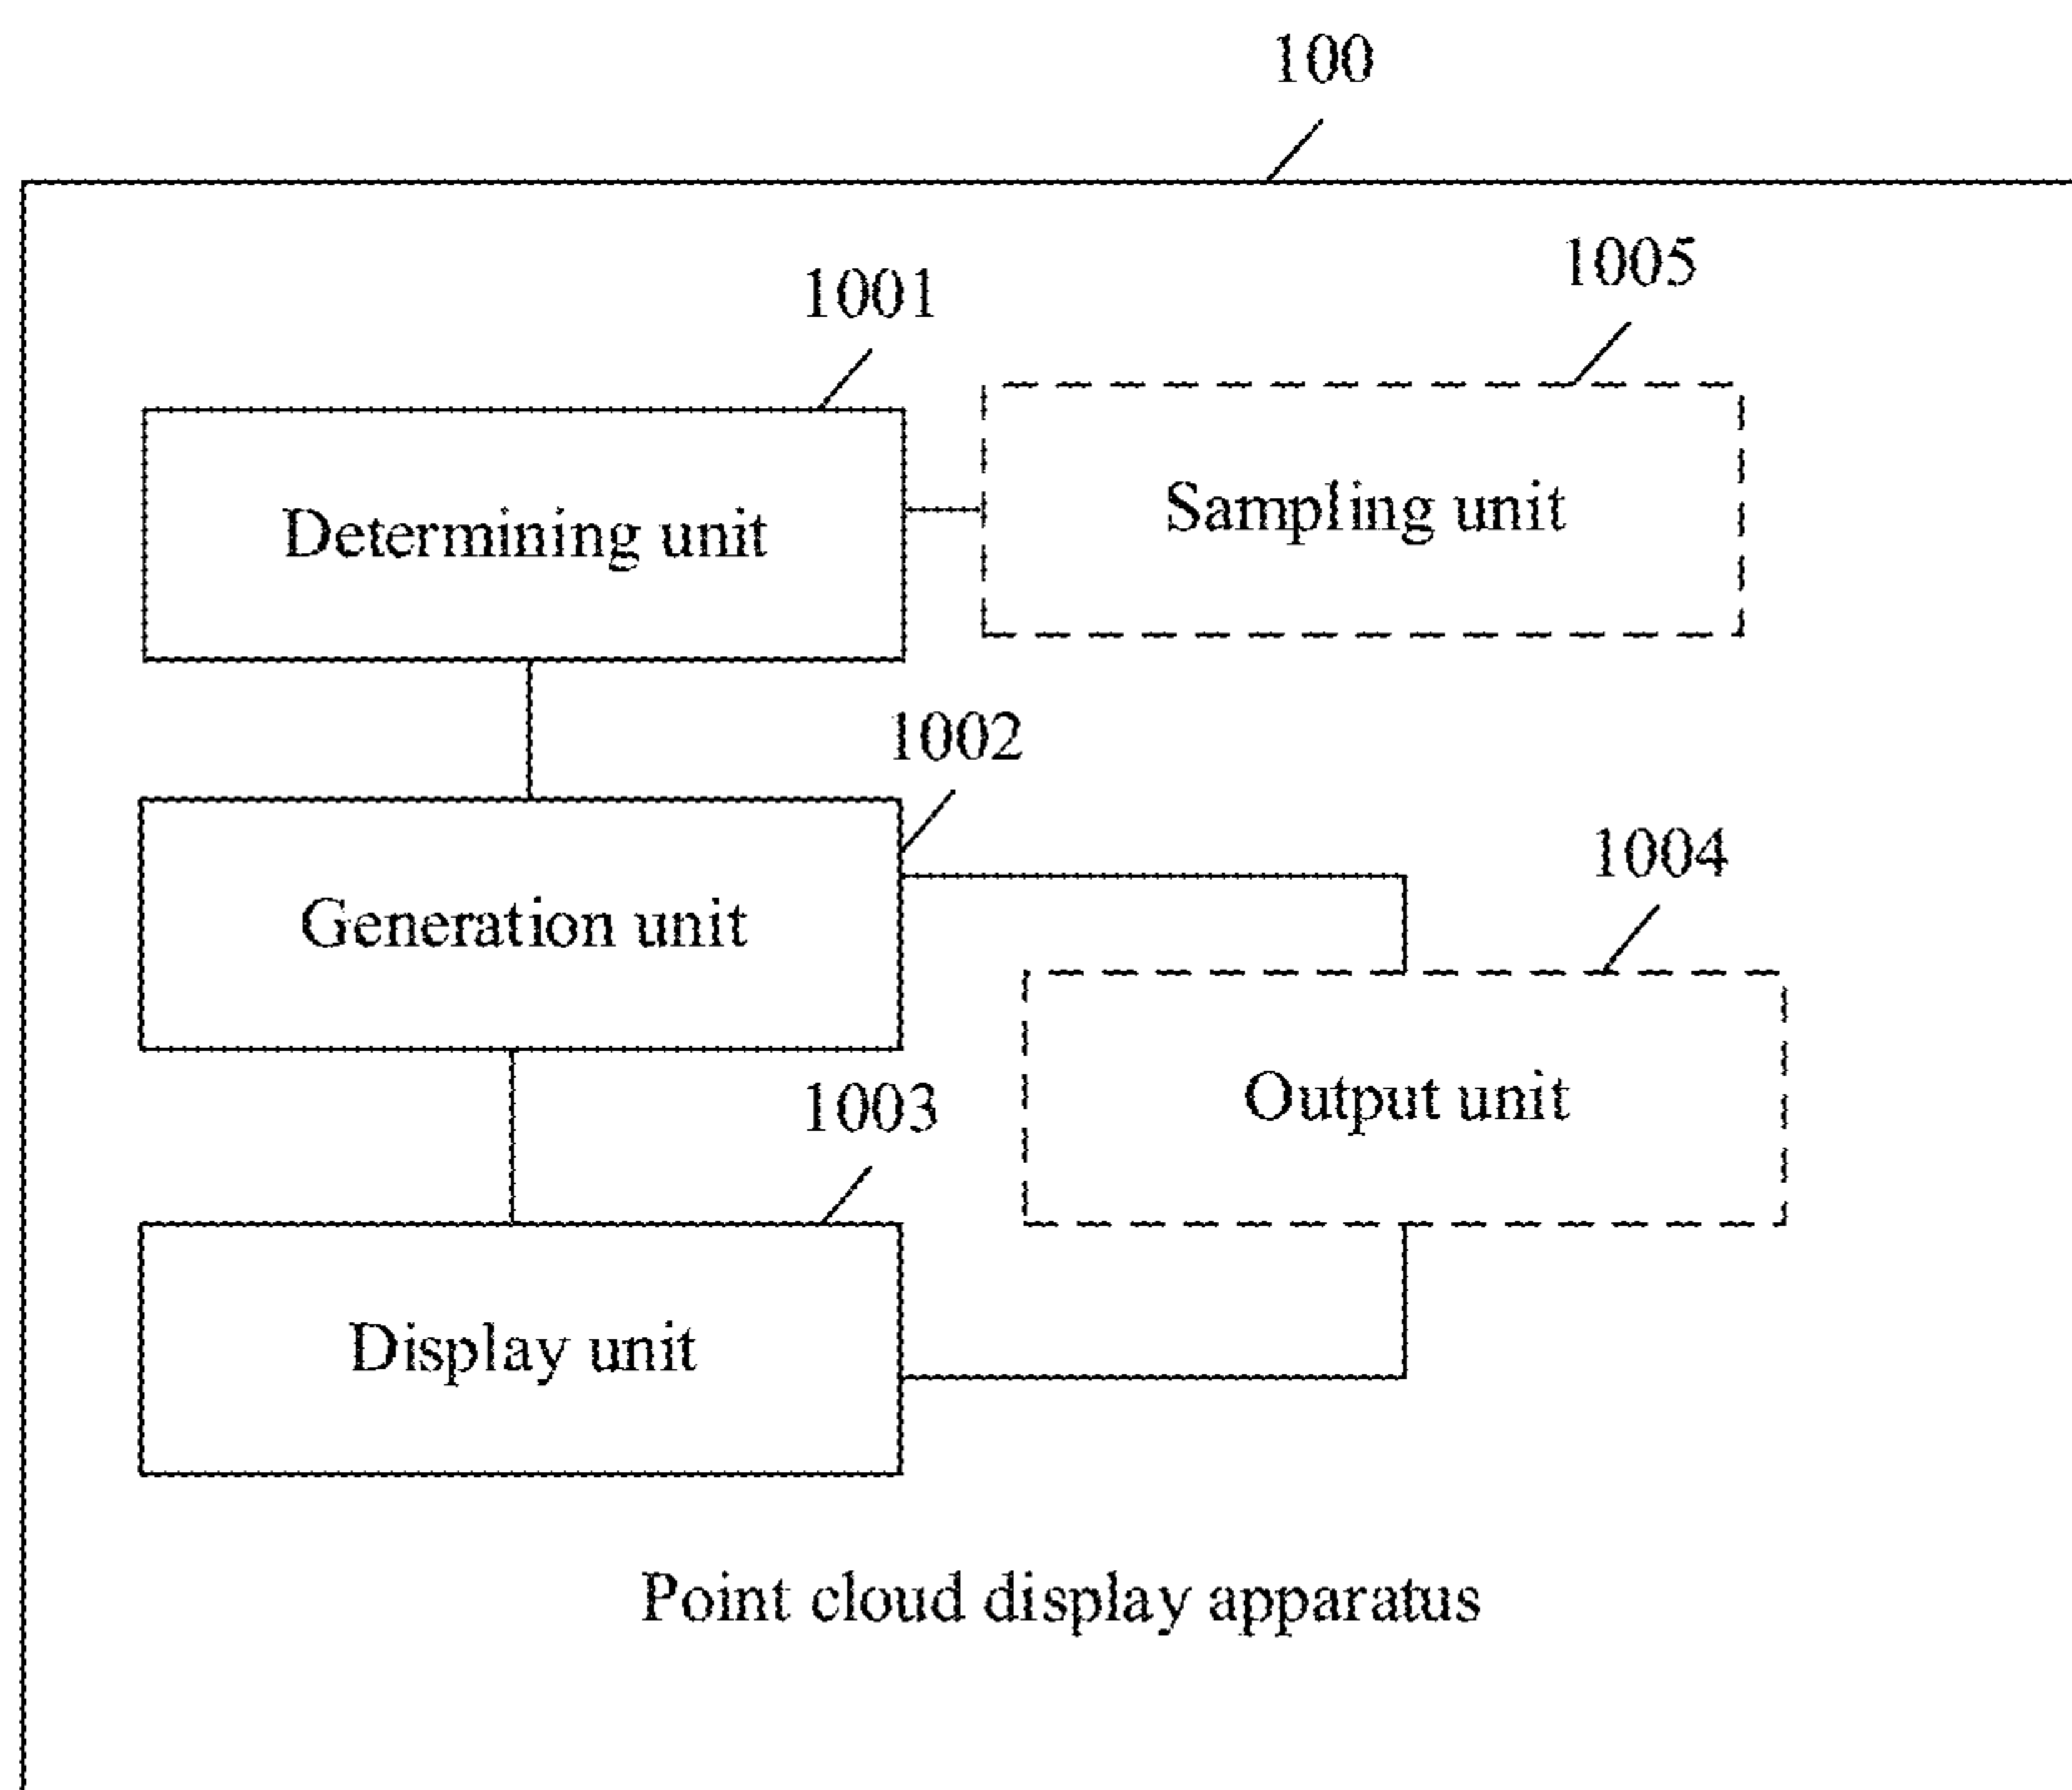 100
1001
1005
Determining unit
Sampling unit
1002
Generation unit
1004
Output unit
1003
Display unit
Point cloud display apparatus